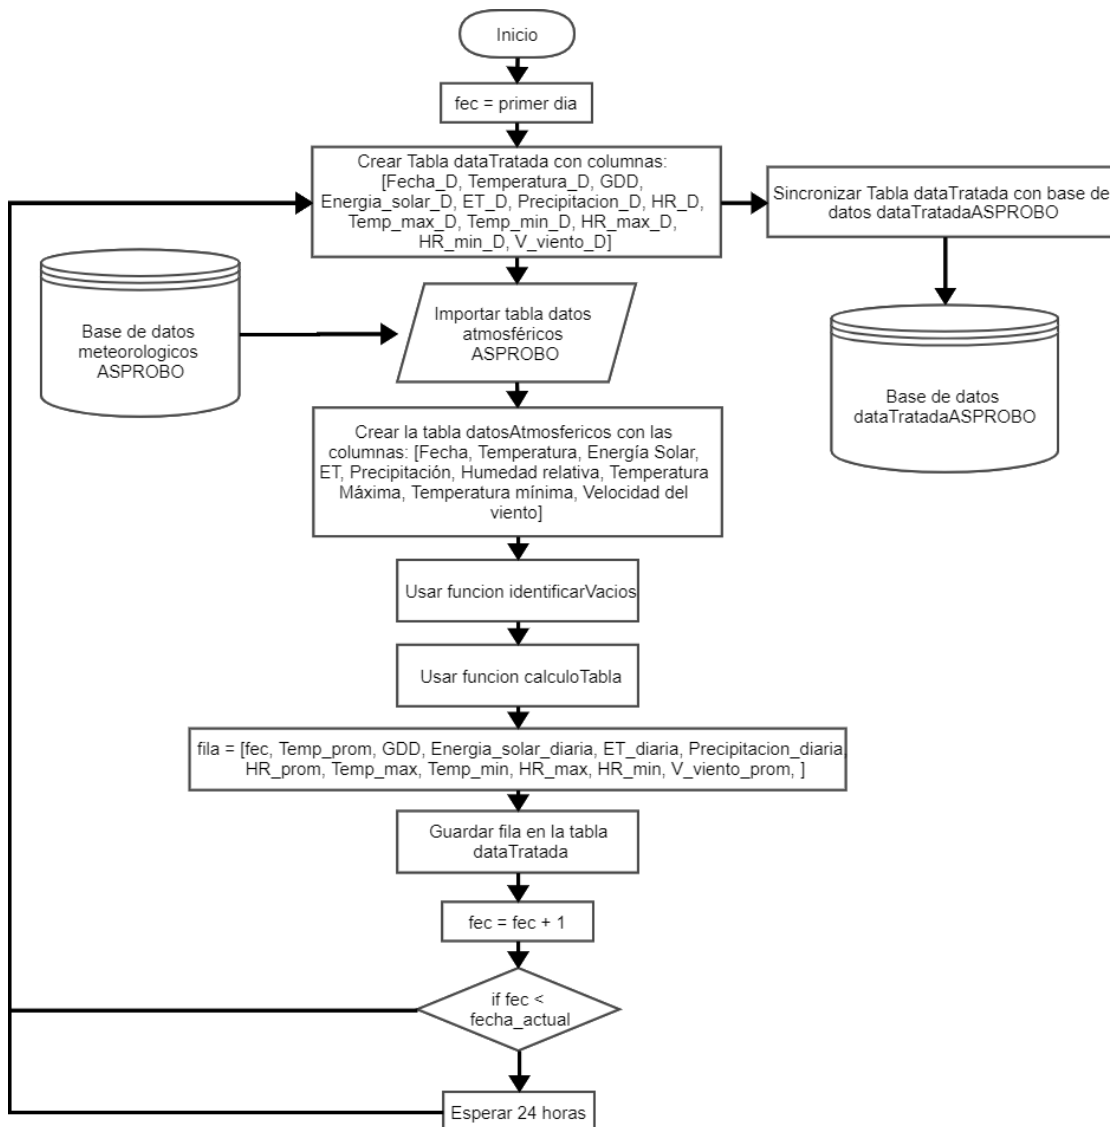 Inicio
fec = primer dia
Crear Tabla dataTratada con columnas:
[Fecha_D, Temperatura_D, GDD,
Energia_solar_D, ET_D, Precipitacion_D, HR_D,
Temp_max_D, Temp_min_D, HR_max_D,
HR_min_D, V_viento_D]
Sincronizar Tabla dataTratada con base de
datos dataTratadaASPROBO
Base de datos
meteorologicos
ASPROBO
Importar tabla datos
atmosféricos
ASPROBO
Base de datos
dataTratadaASPROBO
Crear la tabla datosAtmosfericos con las
columnas: [Fecha, Temperatura, Energía Solar,
ET, Precipitación, Humedad relativa, Temperatura
Máxima, Temperatura mínima, Velocidad del
viento]
Usar funcion identificarVacios
Usar funcion calculoTabla
fila = [fec, Temp_prom, GDD, Energia_solar_diaria, ET_diaria, Precipitacion_diaria,
HR_prom, Temp_max, Temp_min, HR_max, HR_min, V_viento_prom, ]
Guardar fila en la tabla
dataTratada
fec = fec + 1
if fec <
fecha_actual
Esperar 24 horas